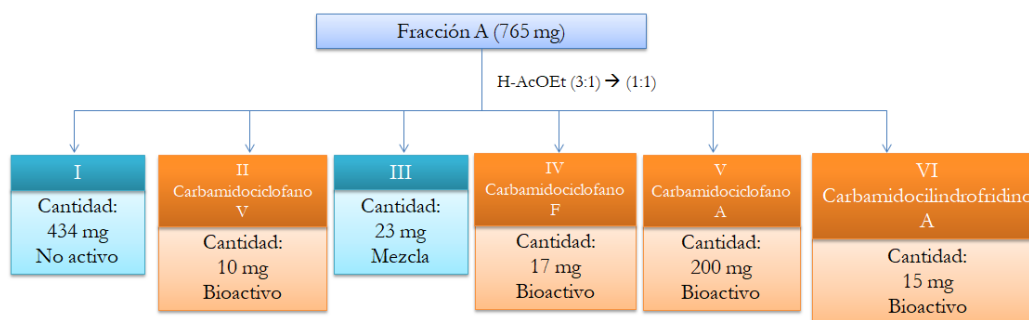 Fracción A (765 mg)
H-AcOEt (3:1) → (1:1)
I
Cantidad:
434 mg
No activo
II
Carbamidociclofano
V
Cantidad:
10 mg
Bioactivo
III
Cantidad:
23 mg
Mezcla
IV
Carbamidociclofano
F
Cantidad:
17 mg
Bioactivo
V
Carbamidociclofano
A
Cantidad:
200 mg
Bioactivo
VI
Carbamidocilindrofridino
A
Cantidad:
15 mg
Bioactivo